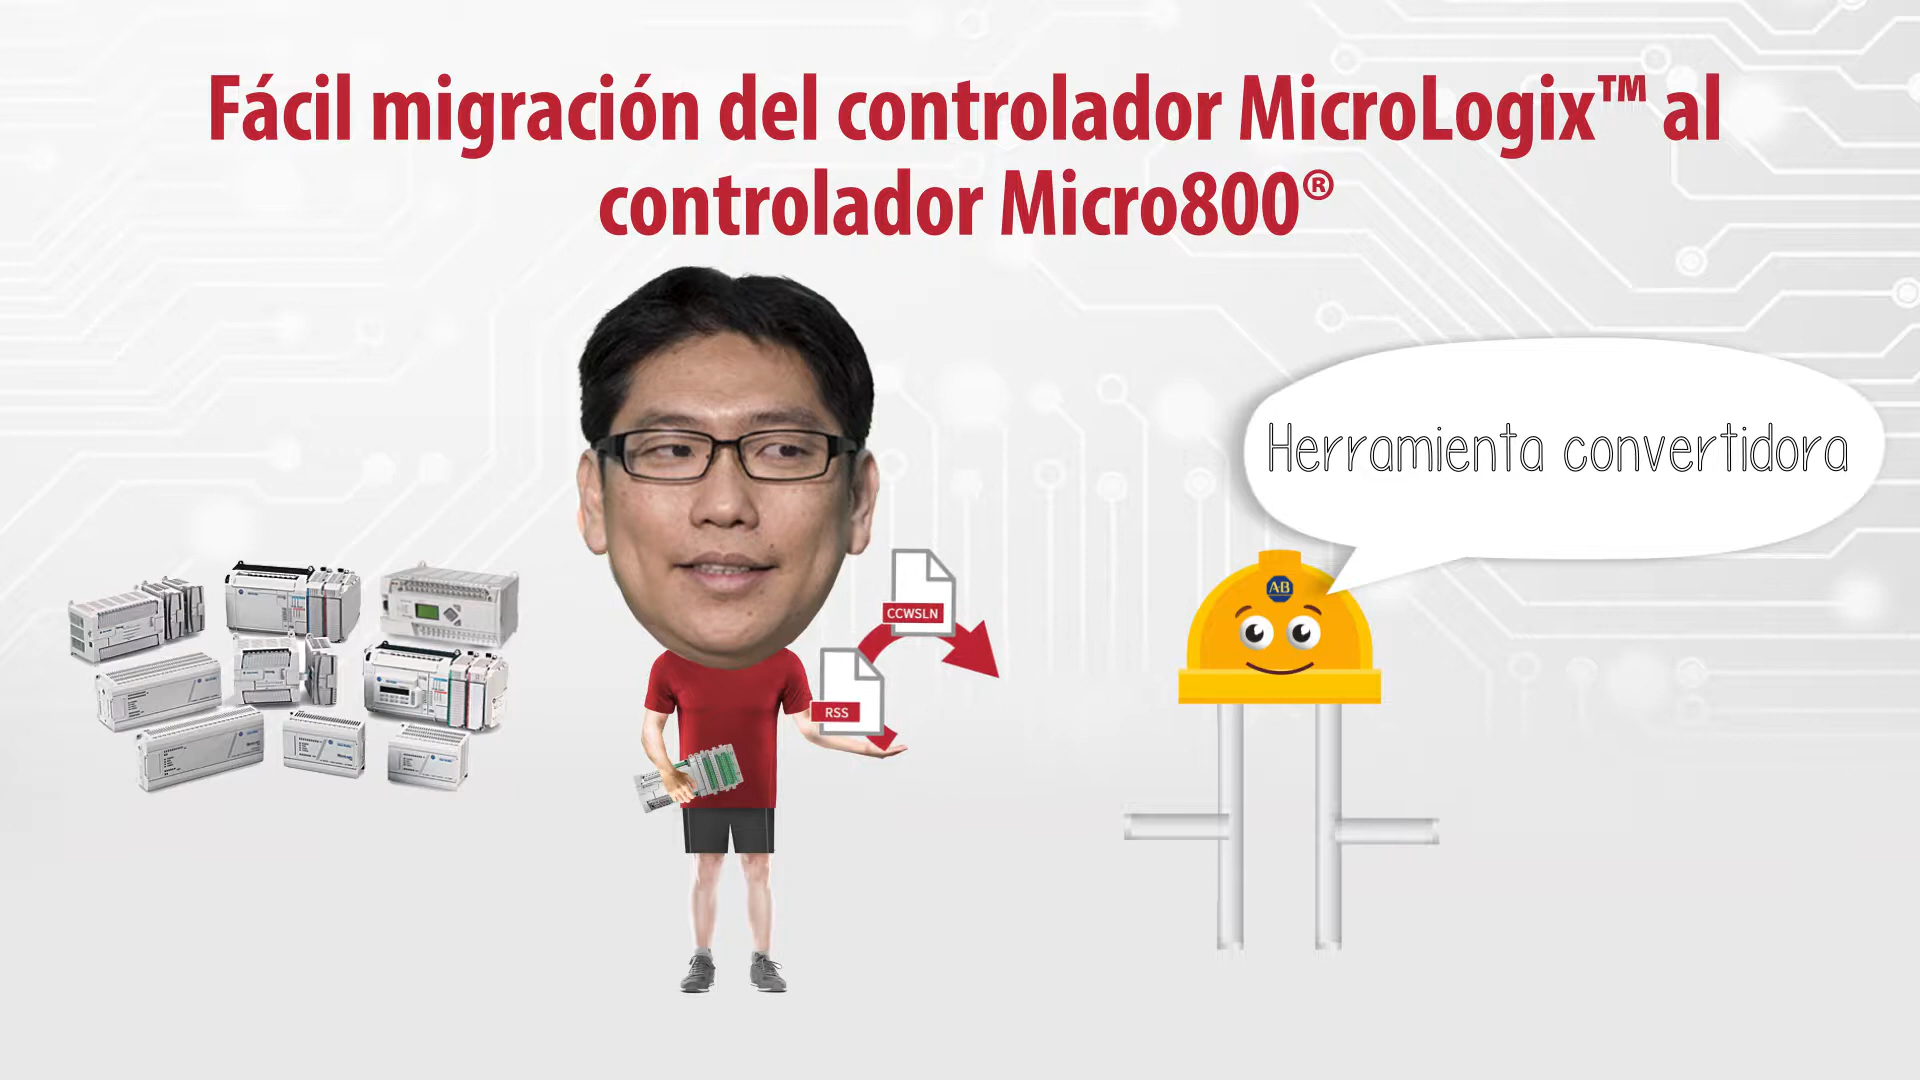 Fácil migración del controlador MicroLogix™ al
controlador Micro800®
Herramienta convertidora
CCWSLN
RSS
AB